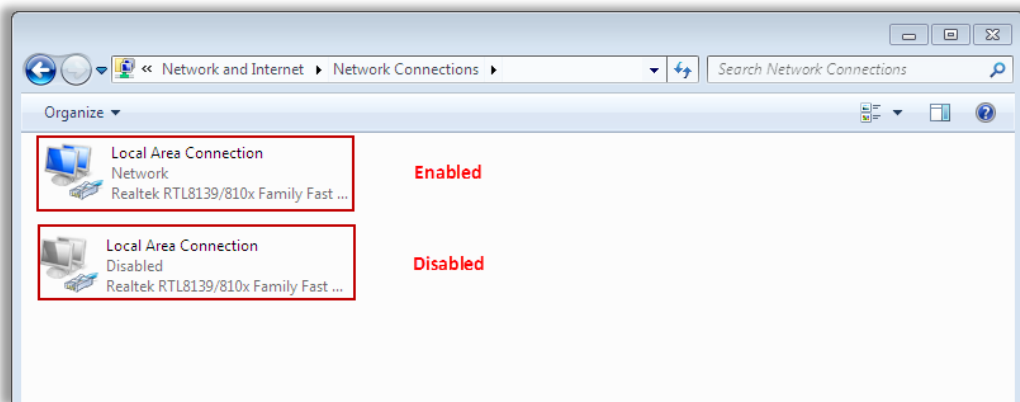 « Network and Internet ▸ Network Connections ▸
Search Network Connections
Organize
Local Area Connection
Network
Realtek RTL8139/810x Family Fast ...
Enabled
Local Area Connection
Disabled
Realtek RTL8139/810x Family Fast ...
Disabled